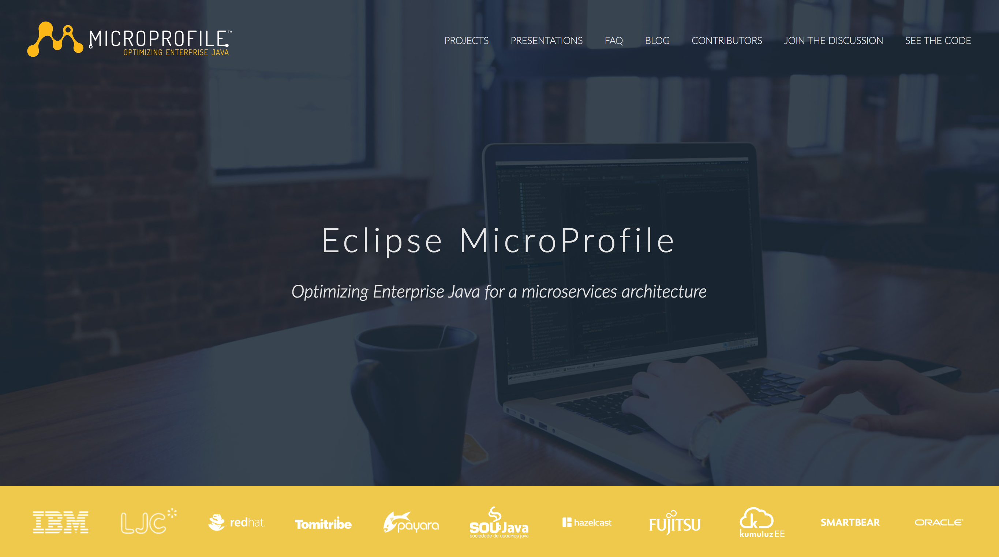 MICROPROFILE™
OPTIMIZING ENTERPRISE JAVA
PROJECTS PRESENTATIONS FAQ BLOG CONTRIBUTORS JOIN THE DISCUSSION SEE THE CODE
Eclipse MicroProfile
Optimizing Enterprise Java for a microservices architecture
IBM LJC redhat. Tomitribe payara SOUJava hazelcast FUJITSU kumuluzEE SMARTBEAR ORACLE
sociedade de usuários java